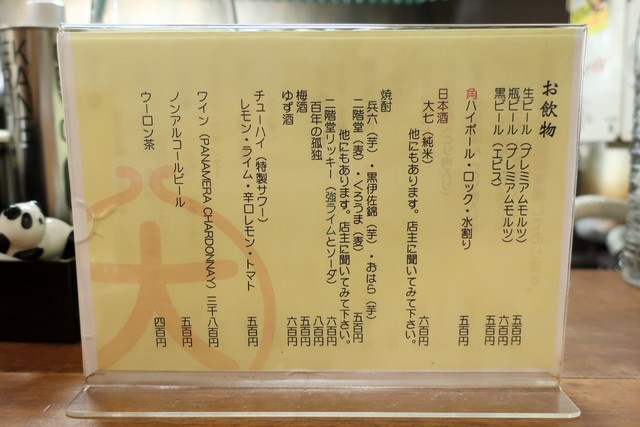 お飲物
生ビール（プレミアムモルツ） 五百円
瓶ビール（プレミアムモルツ） 六百円
黒ビール（エビス） 五百円
角ハイボール・ロック・水割り 五百円
日本酒
大七（純米） 六百円
他にもあります。店主に聞いてみて下さい。
焼酎
兵六（芋）・黒伊佐錦（芋）・おはら（芋）
二階堂（麦）・くろうま（麦） 五百円
他にもあります。店主に聞いてみて下さい。
二階堂リッキー（強ライムとソーダ） 六百円
百年の孤独 八百円
梅酒 五百円
ゆず酒 六百円
チューハイ（特製サワー）
レモン・ライム・辛口レモン・トマト 五百円
ワイン（PANAMERA CHARDONNAY）三千八百円
ノンアルコールビール 五百円
ウーロン茶 四百円
大